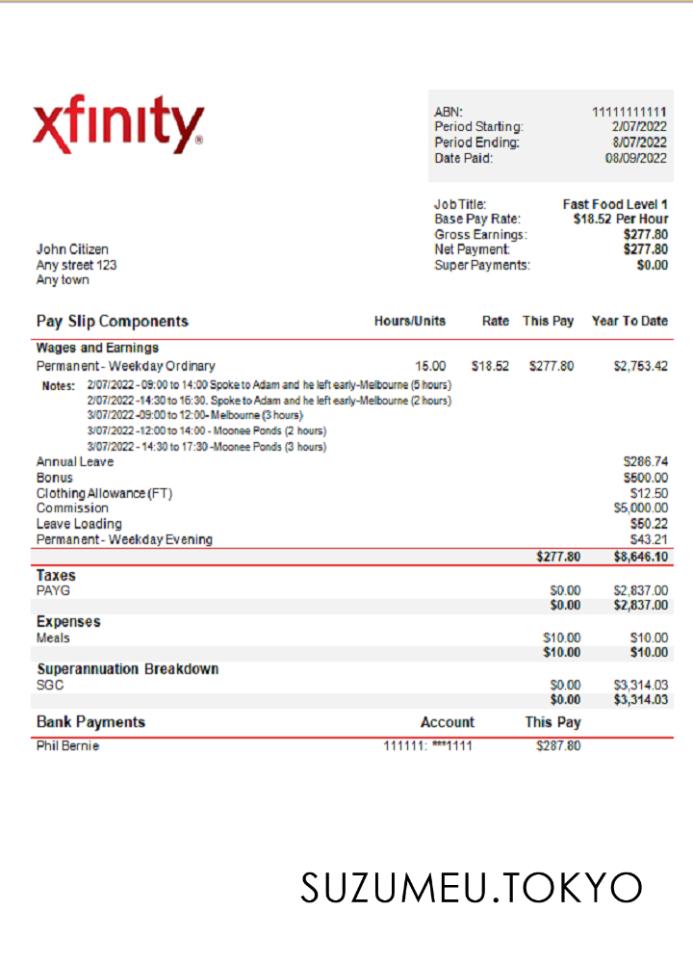 xfinity®
ABN: 11111111111
Period Starting: 2/07/2022
Period Ending: 8/07/2022
Date Paid: 08/09/2022
Job Title: Fast Food Level 1
Base Pay Rate: $18.52 Per Hour
Gross Earnings: $277.80
Net Payment: $277.80
Super Payments: $0.00
John Citizen
Any street 123
Any town
Pay Slip Components Hours/Units Rate This Pay Year To Date
Wages and Earnings
Permanent - Weekday Ordinary 15.00 $18.52 $277.80 $2,753.42
Notes: 2/07/2022 - 09:00 to 14:00 Spoke to Adam and he left early-Melbourne (5 hours)
2/07/2022 -14:30 to 16:30. Spoke to Adam and he left early-Melbourne (2 hours)
3/07/2022 -09:00 to 12:00- Melbourne (3 hours)
3/07/2022 -12:00 to 14:00 - Moonee Ponds (2 hours)
3/07/2022 - 14:30 to 17:30 -Moonee Ponds (3 hours)
Annual Leave $286.74
Bonus $500.00
Clothing Allowance (FT) $12.50
Commission $5,000.00
Leave Loading $50.22
Permanent - Weekday Evening $43.21
$277.80 $8,646.10
Taxes
PAYG $0.00 $2,837.00
$0.00 $2,837.00
Expenses
Meals $10.00 $10.00
$10.00 $10.00
Superannuation Breakdown
SGC $0.00 $3,314.03
$0.00 $3,314.03
Bank Payments Account This Pay
Phil Bernie 111111: ***1111 $287.80
SUZUMEU.TOKYO